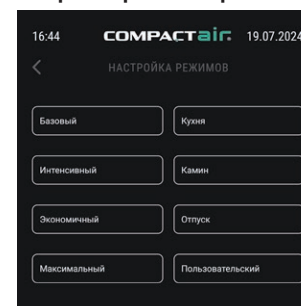 16:44 COMPACTair 19.07.2024
НАСТРОЙКА РЕЖИМОВ
Базовый Кухня
Интенсивный Камин
Экономичный Отпуск
Максимальный Пользовательский